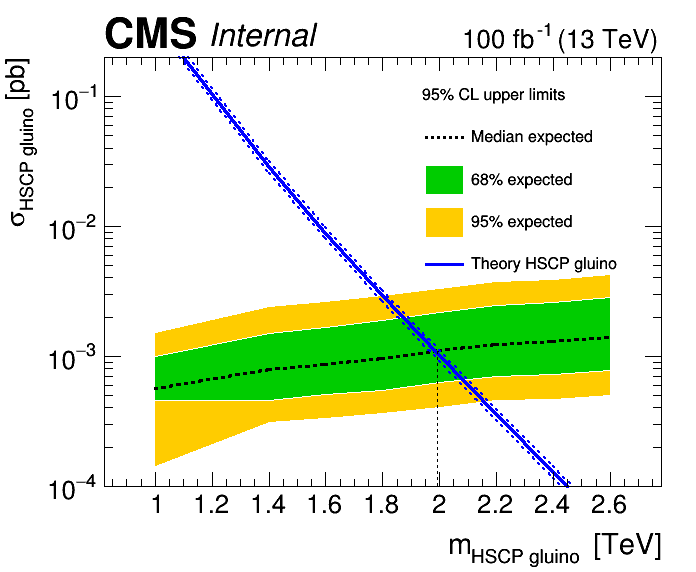 CMS Internal 100 fb⁻¹ (13 TeV)
σHSCP gluino [pb]
95% CL upper limits
Median expected
68% expected
95% expected
Theory HSCP gluino
10⁻¹
10⁻²
10⁻³
10⁻⁴
1 1.2 1.4 1.6 1.8 2 2.2 2.4 2.6
mHSCP gluino [TeV]